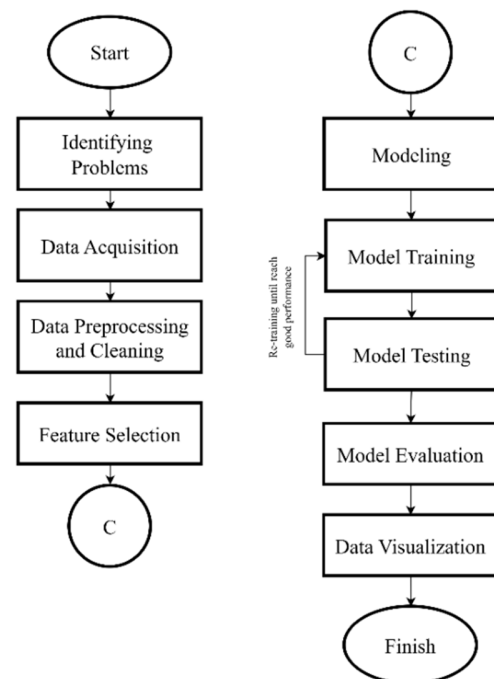 Start
Identifying
Problems
Data Acquisition
Data Preprocessing
and Cleaning
Feature Selection
C
C
Modeling
Model Training
Re-training until reach
good performance
Model Testing
Model Evaluation
Data Visualization
Finish